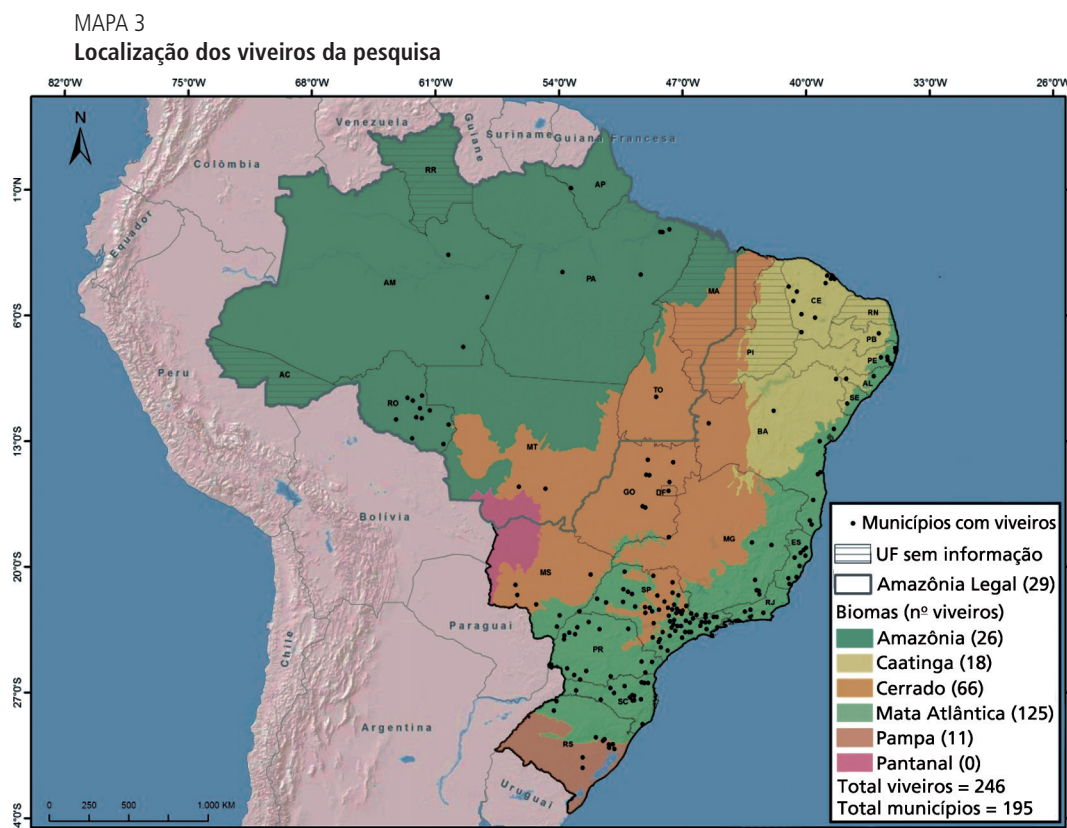 MAPA 3
Localização dos viveiros da pesquisa
82°0'W 75°0'W 68°0'W 61°0'W 54°0'W 47°0'W 40°0'W 33°0'W 26°0'W
N
Venezuela
Guiane
Suriname
Guiana Francesa
Colômbia
RR
AP
1°0'N
Equador
AM
PA
MA
CE
6°0'S
RN
PB
PI
PE
Peru
AC
TO
AL
RO
SE
BA
13°0'S
MT
GO
DF
Bolívia
MG
ES
20°0'S
MS
SP
RJ
Paraguai
PR
Chile
27°0'S
SC
Argentina
RS
Uruguai
0 250 500 1.000 KM
4°0'S
Municípios com viveiros
UF sem informação
Amazônia Legal (29)
Biomas (nº viveiros)
Amazônia (26)
Caatinga (18)
Cerrado (66)
Mata Atlântica (125)
Pampa (11)
Pantanal (0)
Total viveiros = 246
Total municípios = 195